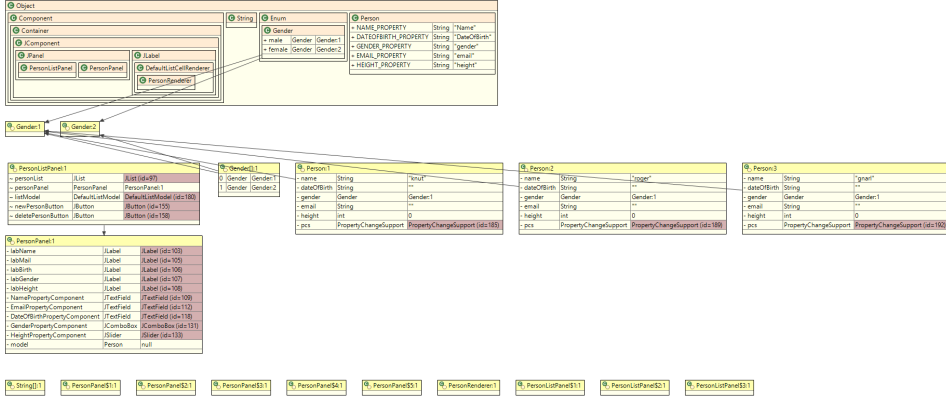 Object
Component
Container
JComponent
JPanel
PersonListPanel
PersonPanel
JLabel
DefaultListCellRenderer
PersonRenderer
String
Enum
Gender
+ male Gender Gender:1
+ female Gender Gender:2
Person
+ NAME_PROPERTY String "Name"
+ DATEOFBIRTH_PROPERTY String "DateOfBirth"
+ GENDER_PROPERTY String "gender"
+ EMAIL_PROPERTY String "email"
+ HEIGHT_PROPERTY String "height"
Gender:1
Gender:2
PersonListPanel:1
~ personList JList JList (id=97)
~ personPanel PersonPanel PersonPanel:1
~ listModel DefaultListModel DefaultListModel (id=180)
~ newPersonButton JButton JButton (id=155)
~ deletePersonButton JButton JButton (id=158)
Gender[]:1
0 Gender Gender:1
1 Gender Gender:2
Person:1
- name String "knut"
- dateOfBirth String ""
- gender Gender Gender:1
- email String ""
- height int 0
- pcs PropertyChangeSupport PropertyChangeSupport (id=185)
Person:2
- name String "roger"
- dateOfBirth String ""
- gender Gender Gender:1
- email String ""
- height int 0
- pcs PropertyChangeSupport PropertyChangeSupport (id=189)
Person:3
- name String "gnarl"
- dateOfBirth String ""
- gender Gender Gender:1
- email String ""
- height int 0
- pcs PropertyChangeSupport PropertyChangeSupport (id=192)
PersonPanel:1
- labName JLabel JLabel (id=103)
- labMail JLabel JLabel (id=105)
- labBirth JLabel JLabel (id=106)
- labGender JLabel JLabel (id=107)
- labHeight JLabel JLabel (id=108)
- NamePropertyComponent JTextField JTextField (id=109)
- EmailPropertyComponent JTextField JTextField (id=112)
- DateOfBirthPropertyComponent JTextField JTextField (id=118)
- GenderPropertyComponent JComboBox JComboBox (id=131)
- HeightPropertyComponent JSlider JSlider (id=133)
- model Person null
String[]:1
PersonPanel$1:1
PersonPanel$2:1
PersonPanel$3:1
PersonPanel$4:1
PersonPanel$5:1
PersonRenderer:1
PersonListPanel$1:1
PersonListPanel$2:1
PersonListPanel$3:1